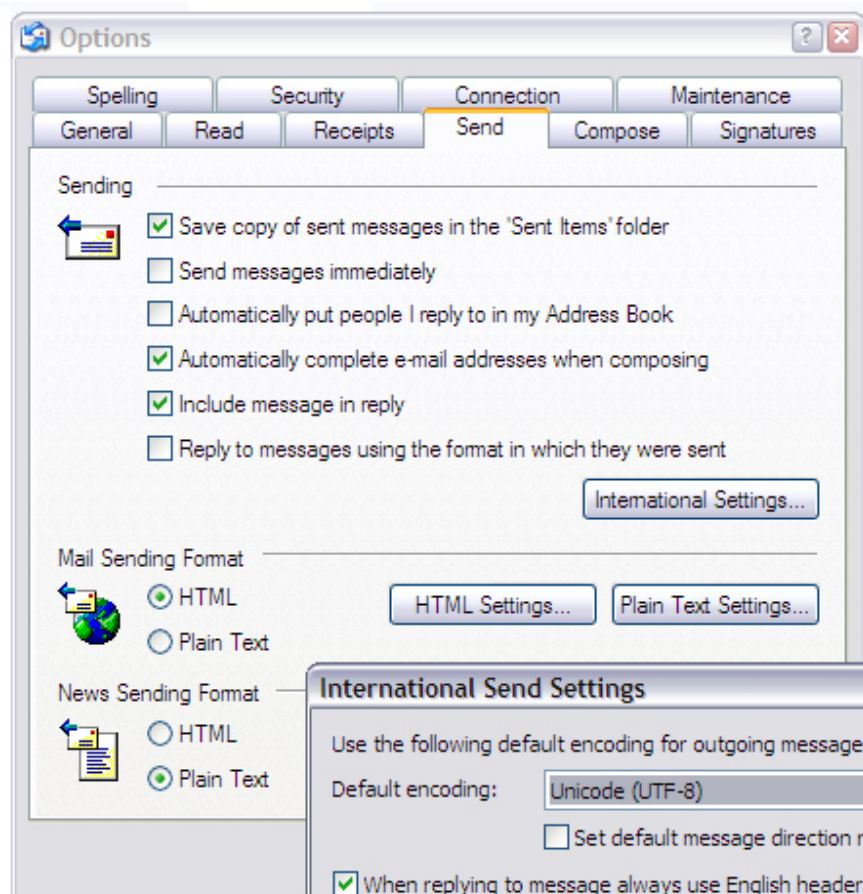 Options
Spelling Security Connection Maintenance
General Read Receipts Send Compose Signatures
Sending
Save copy of sent messages in the 'Sent Items' folder
Send messages immediately
Automatically put people I reply to in my Address Book
Automatically complete e-mail addresses when composing
Include message in reply
Reply to messages using the format in which they were sent
International Settings...
Mail Sending Format
HTML HTML Settings... Plain Text Settings...
Plain Text
News Sending Format
HTML
Plain Text
International Send Settings
Use the following default encoding for outgoing message
Default encoding: Unicode (UTF-8)
Set default message direction
When replying to message always use English header